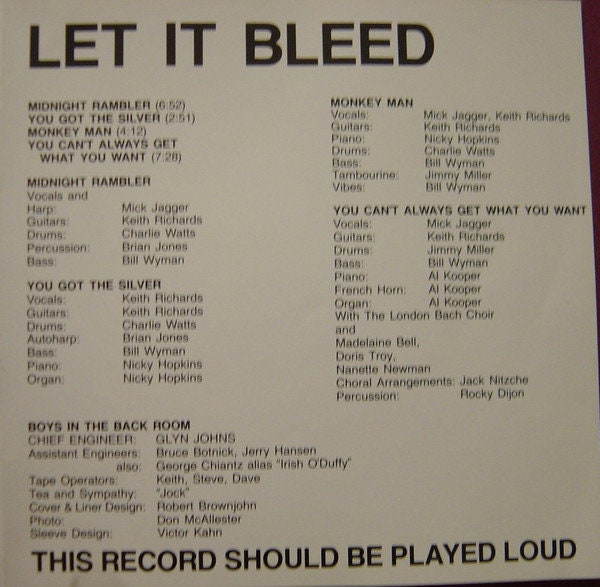 LET IT BLEED
MIDNIGHT RAMBLER (6:52)
YOU GOT THE SILVER (2:51)
MONKEY MAN (4:12)
YOU CAN'T ALWAYS GET
WHAT YOU WANT (7:28)
MIDNIGHT RAMBLER
Vocals and
Harp: Mick Jagger
Guitars: Keith Richards
Drums: Charlie Watts
Percussion: Brian Jones
Bass: Bill Wyman
YOU GOT THE SILVER
Vocals: Keith Richards
Guitars: Keith Richards
Drums: Charlie Watts
Autoharp: Brian Jones
Bass: Bill Wyman
Piano: Nicky Hopkins
Organ: Nicky Hopkins
MONKEY MAN
Vocals: Mick Jagger, Keith Richards
Guitars: Keith Richards
Piano: Nicky Hopkins
Drums: Charlie Watts
Bass: Bill Wyman
Tambourine: Jimmy Miller
Vibes: Bill Wyman
YOU CAN'T ALWAYS GET WHAT YOU WANT
Vocals: Mick Jagger
Guitars: Keith Richards
Drums: Jimmy Miller
Bass: Bill Wyman
Piano: Al Kooper
French Horn: Al Kooper
Organ: Al Kooper
With The London Bach Choir
and
Madelaine Bell,
Doris Troy,
Nanette Newman
Choral Arrangements: Jack Nitzche
Percussion: Rocky Dijon
BOYS IN THE BACK ROOM
CHIEF ENGINEER: GLYN JOHNS
Assistant Engineers: Bruce Botnick, Jerry Hansen
also: George Chiantz alias "Irish O'Duffy"
Tape Operators: Keith, Steve, Dave
Tea and Sympathy: "Jock"
Cover & Liner Design: Robert Brownjohn
Photo: Don McAllester
Sleeve Design: Victor Kahn
THIS RECORD SHOULD BE PLAYED LOUD